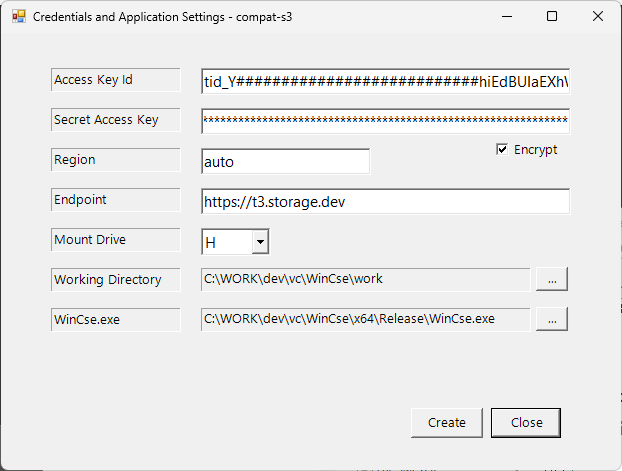 Credentials and Application Settings - compat-s3
Access Key Id
tid_Y###########################hiEdBUIaEXh\
Secret Access Key
****************************************************************
Encrypt
Region
auto
Endpoint
https://t3.storage.dev
Mount Drive
H
Working Directory
C:\WORK\dev\vc\WinCse\work
...
WinCse.exe
C:\WORK\dev\vc\WinCse\x64\Release\WinCse.exe
...
Create
Close